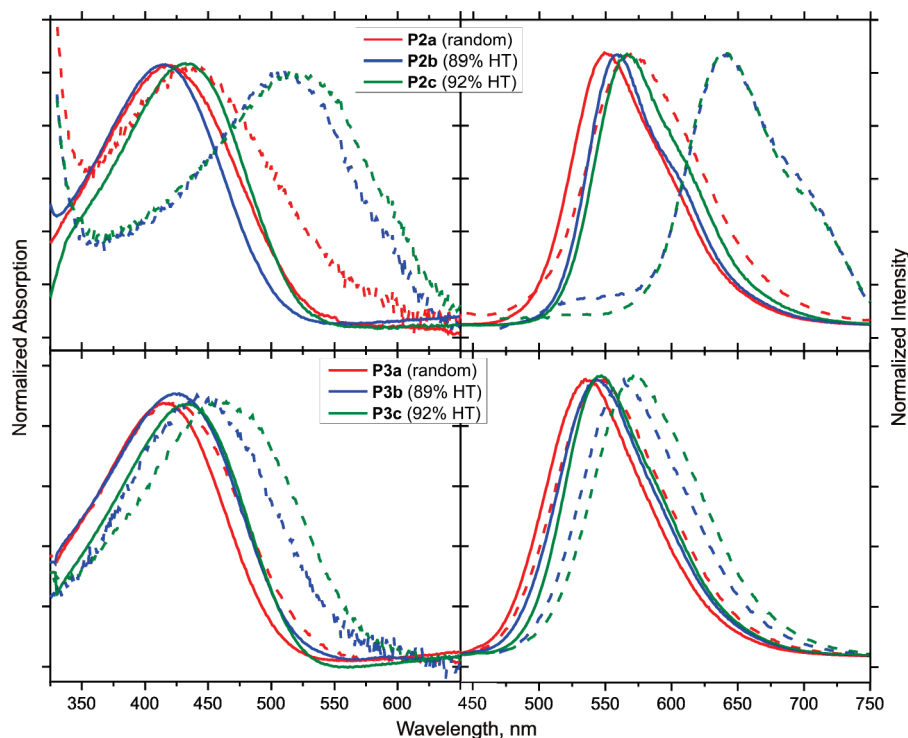 P2a (random)
P2b (89% HT)
P2c (92% HT)
P3a (random)
P3b (89% HT)
P3c (92% HT)
Normalized Absorption
Normalized Intensity
350 400 450 500 550 600 450 500 550 600 650 700 750
Wavelength, nm